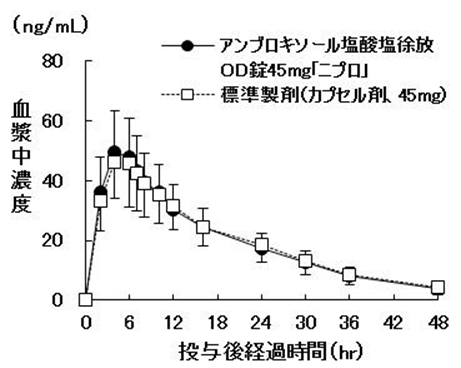 (ng/mL)
アンブロキソール塩酸塩徐放
OD錠45mg｢ニプロ｣
標準製剤(カプセル剤、45mg)
血漿中濃度
80
60
40
20
0
0 6 12 18 24 30 36 42 48
投与後経過時間(hr)